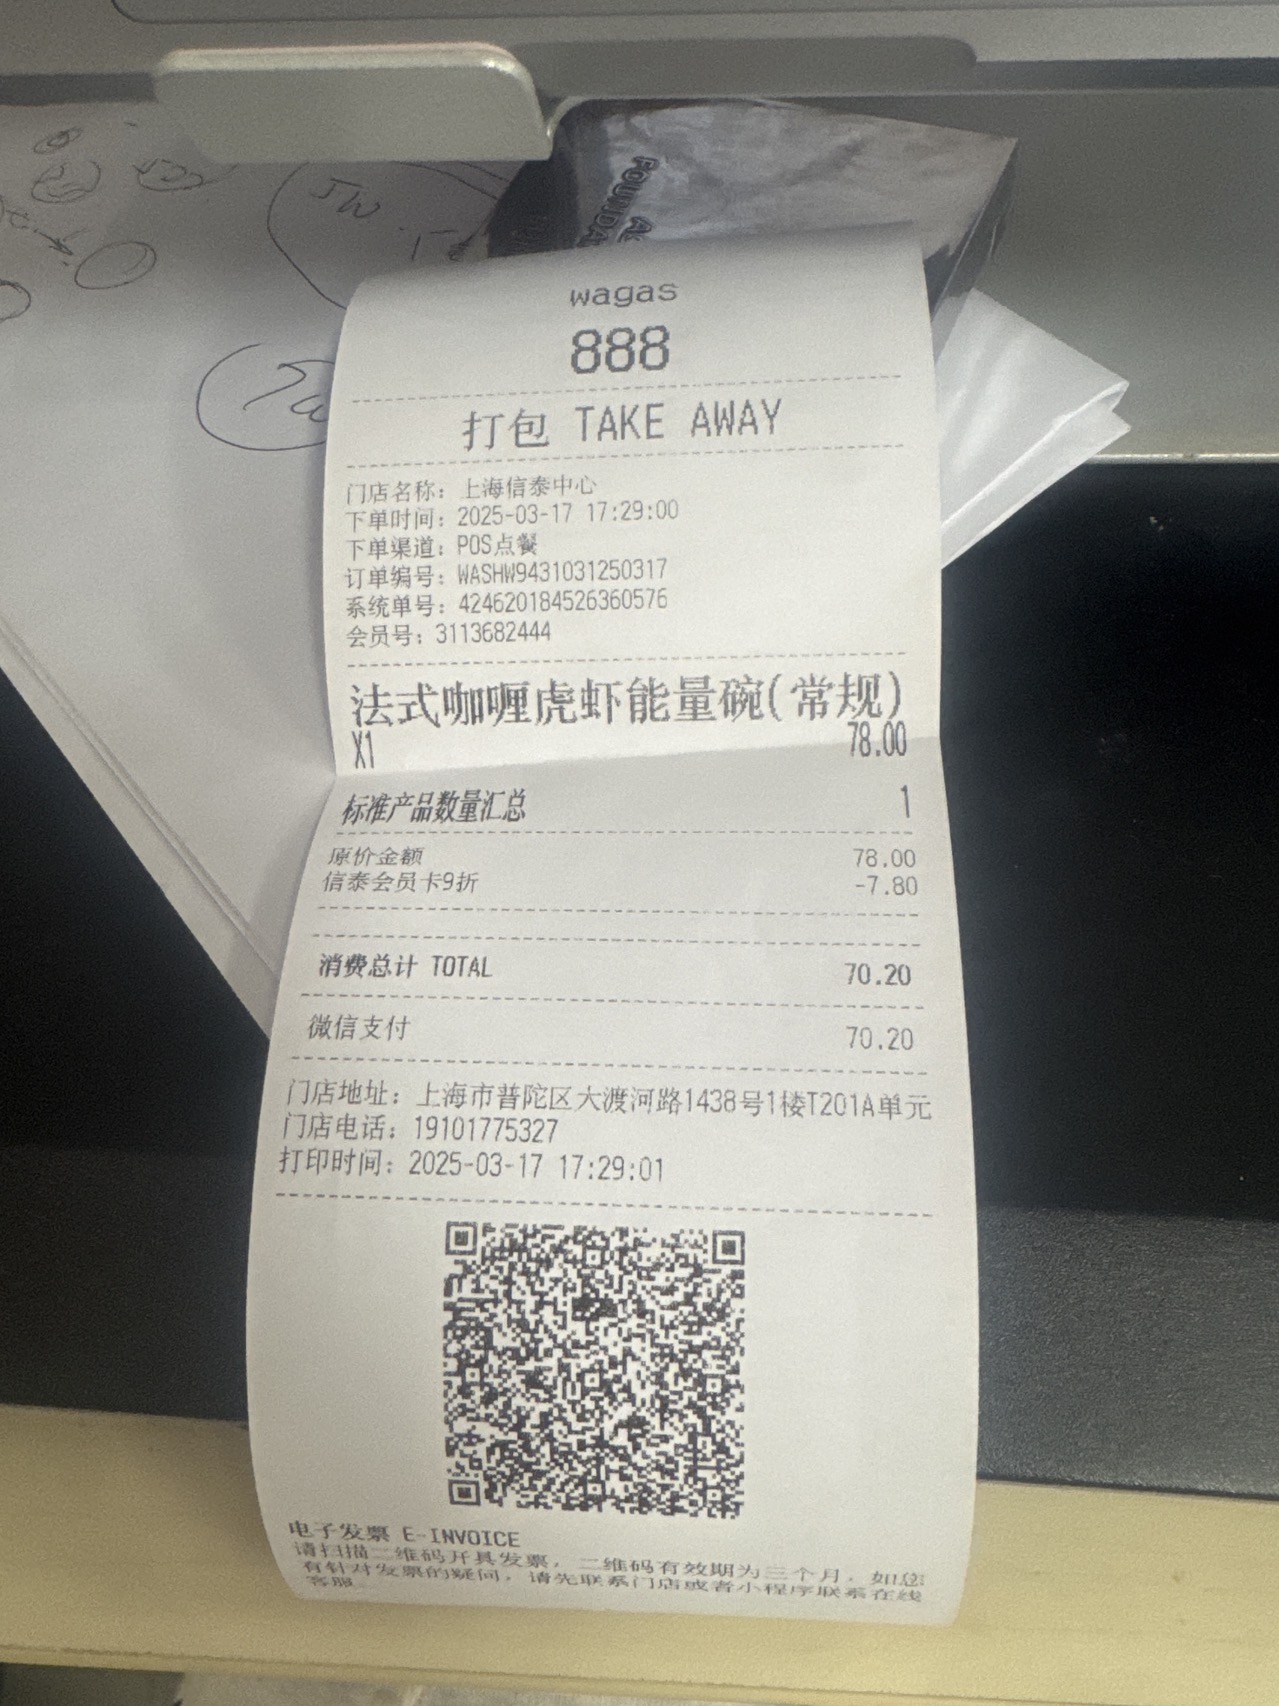 wagas
888
打包 TAKE AWAY
门店名称：上海信泰中心
下单时间：2025-03-17 17:29:00
下单渠道：POS点餐
订单编号：WASHW9431031250317
系统单号：424620184526360576
会员号：3113682444
法式咖喱虎虾能量碗(常规)
X1 78.00
标准产品数量汇总 1
原价金额 78.00
信泰会员卡9折 -7.80
消费总计 TOTAL 70.20
微信支付 70.20
门店地址：上海市普陀区大渡河路1438号1楼T201A单元
门店电话：19101775327
打印时间：2025-03-17 17:29:01
电子发票 E-INVOICE
请扫描二维码开具发票，二维码有效期为三个月，如您
有针对发票的疑问，请先联系门店或者小程序联系在线
客服